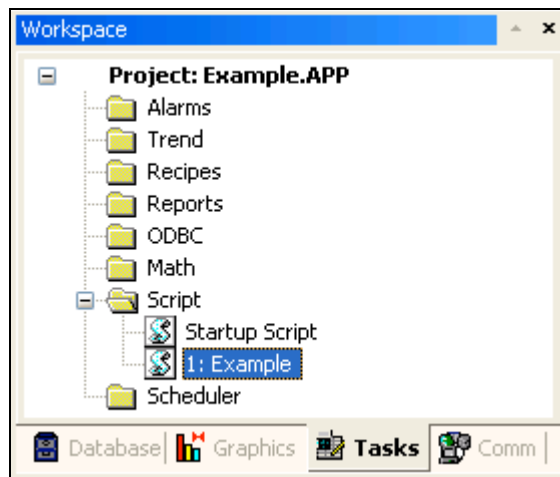 Workspace
Project: Example.APP
Alarms
Trend
Recipes
Reports
ODBC
Math
Script
Startup Script
1: Example
Scheduler
Database Graphics Tasks Comm